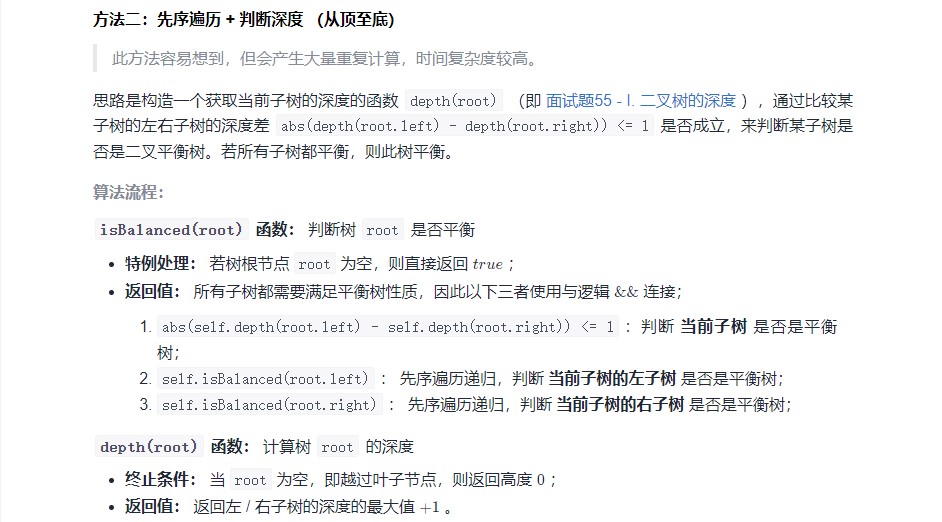 方法二：先序遍历 + 判断深度 （从顶至底）
此方法容易想到，但会产生大量重复计算，时间复杂度较高。
思路是构造一个获取当前子树的深度的函数 depth(root) （即 面试题55 - I. 二叉树的深度 ），通过比较某
子树的左右子树的深度差 abs(depth(root.left) - depth(root.right)) <= 1 是否成立，来判断某子树是
否是二叉平衡树。若所有子树都平衡，则此树平衡。
算法流程：
isBalanced(root) 函数： 判断树 root 是否平衡
• 特例处理： 若树根节点 root 为空，则直接返回 true ；
• 返回值： 所有子树都需要满足平衡树性质，因此以下三者使用与逻辑 && 连接；
1. abs(self.depth(root.left) - self.depth(root.right)) <= 1 ：判断 当前子树 是否是平衡
树；
2. self.isBalanced(root.left) ： 先序遍历递归，判断 当前子树的左子树 是否是平衡树；
3. self.isBalanced(root.right) ： 先序遍历递归，判断 当前子树的右子树 是否是平衡树；
depth(root) 函数： 计算树 root 的深度
• 终止条件： 当 root 为空，即越过叶子节点，则返回高度 0 ；
• 返回值： 返回左 / 右子树的深度的最大值 +1 。